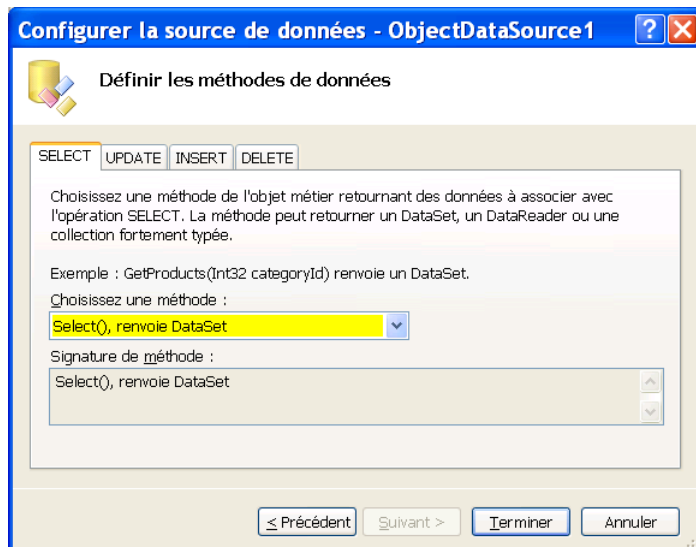 Configurer la source de données - ObjectDataSource1
Définir les méthodes de données
SELECT UPDATE INSERT DELETE
Choisissez une méthode de l'objet métier retournant des données à associer avec
l'opération SELECT. La méthode peut retourner un DataSet, un DataReader ou une
collection fortement typée.
Exemple : GetProducts(Int32 categoryId) renvoie un DataSet.
Choisissez une méthode :
Select(), renvoie DataSet
Signature de méthode :
Select(), renvoie DataSet
< Précédent Suivant > Terminer Annuler